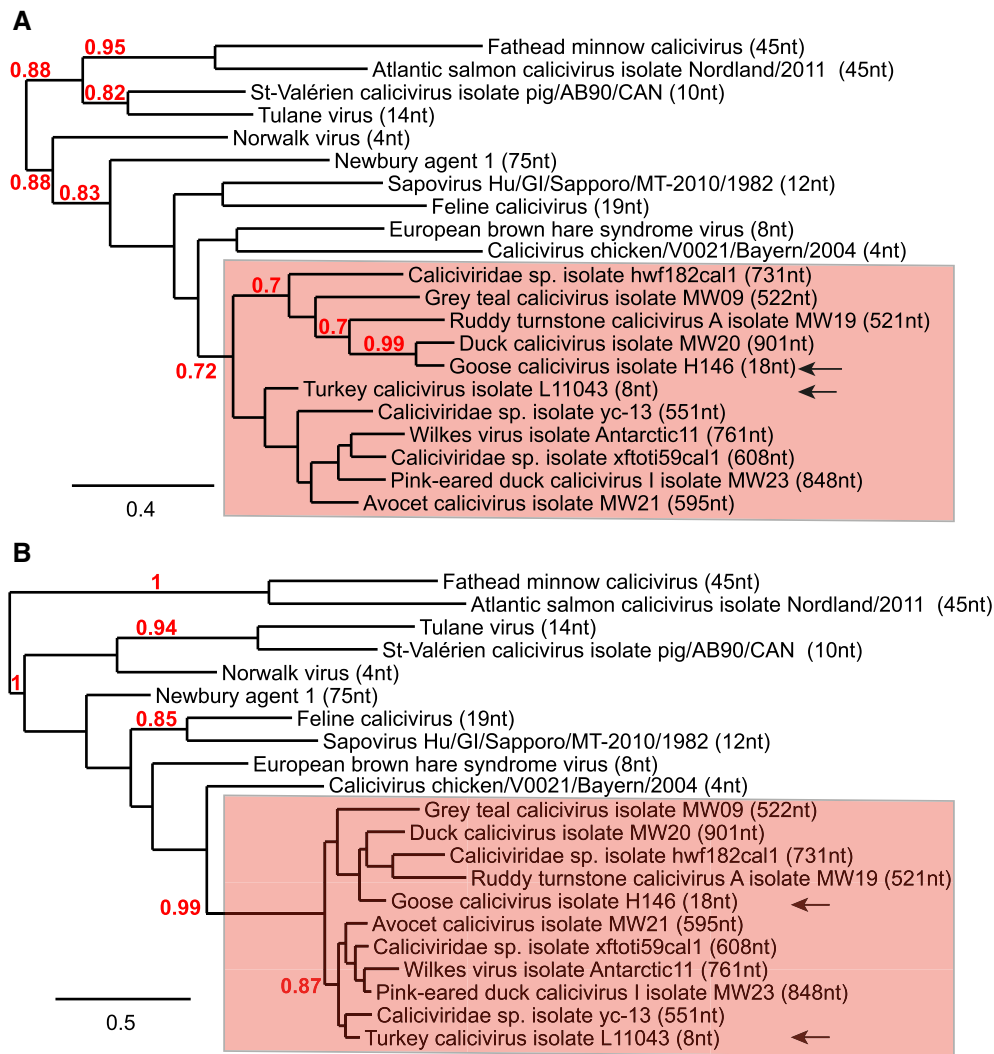 A
0.95
Fathead minnow calicivirus (45nt)
0.88
Atlantic salmon calicivirus isolate Nordland/2011 (45nt)
0.82
St-Valérien calicivirus isolate pig/AB90/CAN (10nt)
Tulane virus (14nt)
Norwalk virus (4nt)
Newbury agent 1 (75nt)
0.88
0.83
Sapovirus Hu/GI/Sapporo/MT-2010/1982 (12nt)
Feline calicivirus (19nt)
European brown hare syndrome virus (8nt)
Calicivirus chicken/V0021/Bayern/2004 (4nt)
0.7
Caliciviridae sp. isolate hwf182cal1 (731nt)
Grey teal calicivirus isolate MW09 (522nt)
0.7
Ruddy turnstone calicivirus A isolate MW19 (521nt)
0.99
Duck calicivirus isolate MW20 (901nt)
Goose calicivirus isolate H146 (18nt)
0.72
Turkey calicivirus isolate L11043 (8nt)
Caliciviridae sp. isolate yc-13 (551nt)
Wilkes virus isolate Antarctic11 (761nt)
Caliciviridae sp. isolate xftoti59cal1 (608nt)
Pink-eared duck calicivirus I isolate MW23 (848nt)
Avocet calicivirus isolate MW21 (595nt)
0.4
B
1
Fathead minnow calicivirus (45nt)
Atlantic salmon calicivirus isolate Nordland/2011 (45nt)
0.94
Tulane virus (14nt)
St-Valérien calicivirus isolate pig/AB90/CAN (10nt)
Norwalk virus (4nt)
1
Newbury agent 1 (75nt)
0.85
Feline calicivirus (19nt)
Sapovirus Hu/GI/Sapporo/MT-2010/1982 (12nt)
European brown hare syndrome virus (8nt)
Calicivirus chicken/V0021/Bayern/2004 (4nt)
Grey teal calicivirus isolate MW09 (522nt)
Duck calicivirus isolate MW20 (901nt)
Caliciviridae sp. isolate hwf182cal1 (731nt)
Ruddy turnstone calicivirus A isolate MW19 (521nt)
0.99
Goose calicivirus isolate H146 (18nt)
Avocet calicivirus isolate MW21 (595nt)
Caliciviridae sp. isolate xftoti59cal1 (608nt)
Wilkes virus isolate Antarctic11 (761nt)
0.87
Pink-eared duck calicivirus I isolate MW23 (848nt)
Caliciviridae sp. isolate yc-13 (551nt)
Turkey calicivirus isolate L11043 (8nt)
0.5